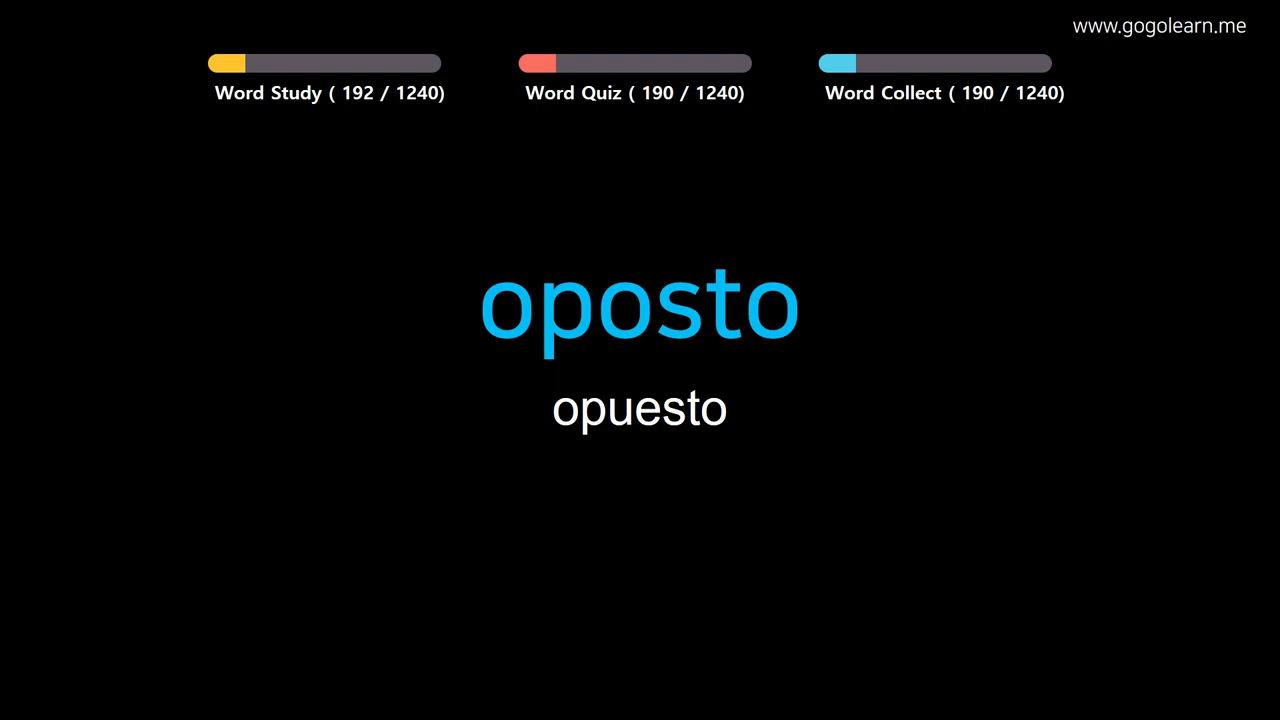 www.gogolearn.me
Word Study ( 192 / 1240)
Word Quiz ( 190 / 1240)
Word Collect ( 190 / 1240)
oposto
opuesto